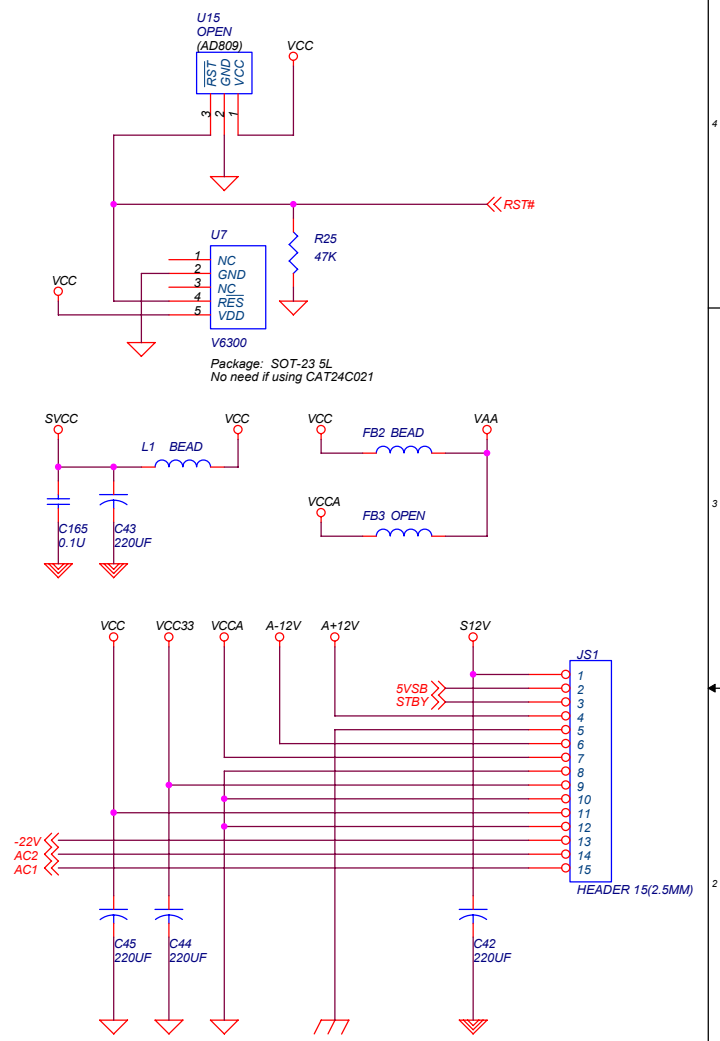 U15
OPEN
(AD809)
VCC
RST
GND
VCC
3
2
1
4
RST#
U7
R25
47K
1 NC
2 GND
3 NC
4 RES
5 VDD
VCC
V6300
Package: SOT-23 5L
No need if using CAT24C021
SVCC
VCC
VCC
VAA
L1 BEAD
FB2 BEAD
VCCA
FB3 OPEN
3
C165
0.1U
C43
220UF
VCC
VCC33
VCCA
A-12V
A+12V
S12V
JS1
1
5VSB
2
STBY
3
4
5
6
7
8
9
10
11
12
-22V
13
AC2
14
AC1
15
HEADER 15(2.5MM)
2
C45
220UF
C44
220UF
C42
220UF